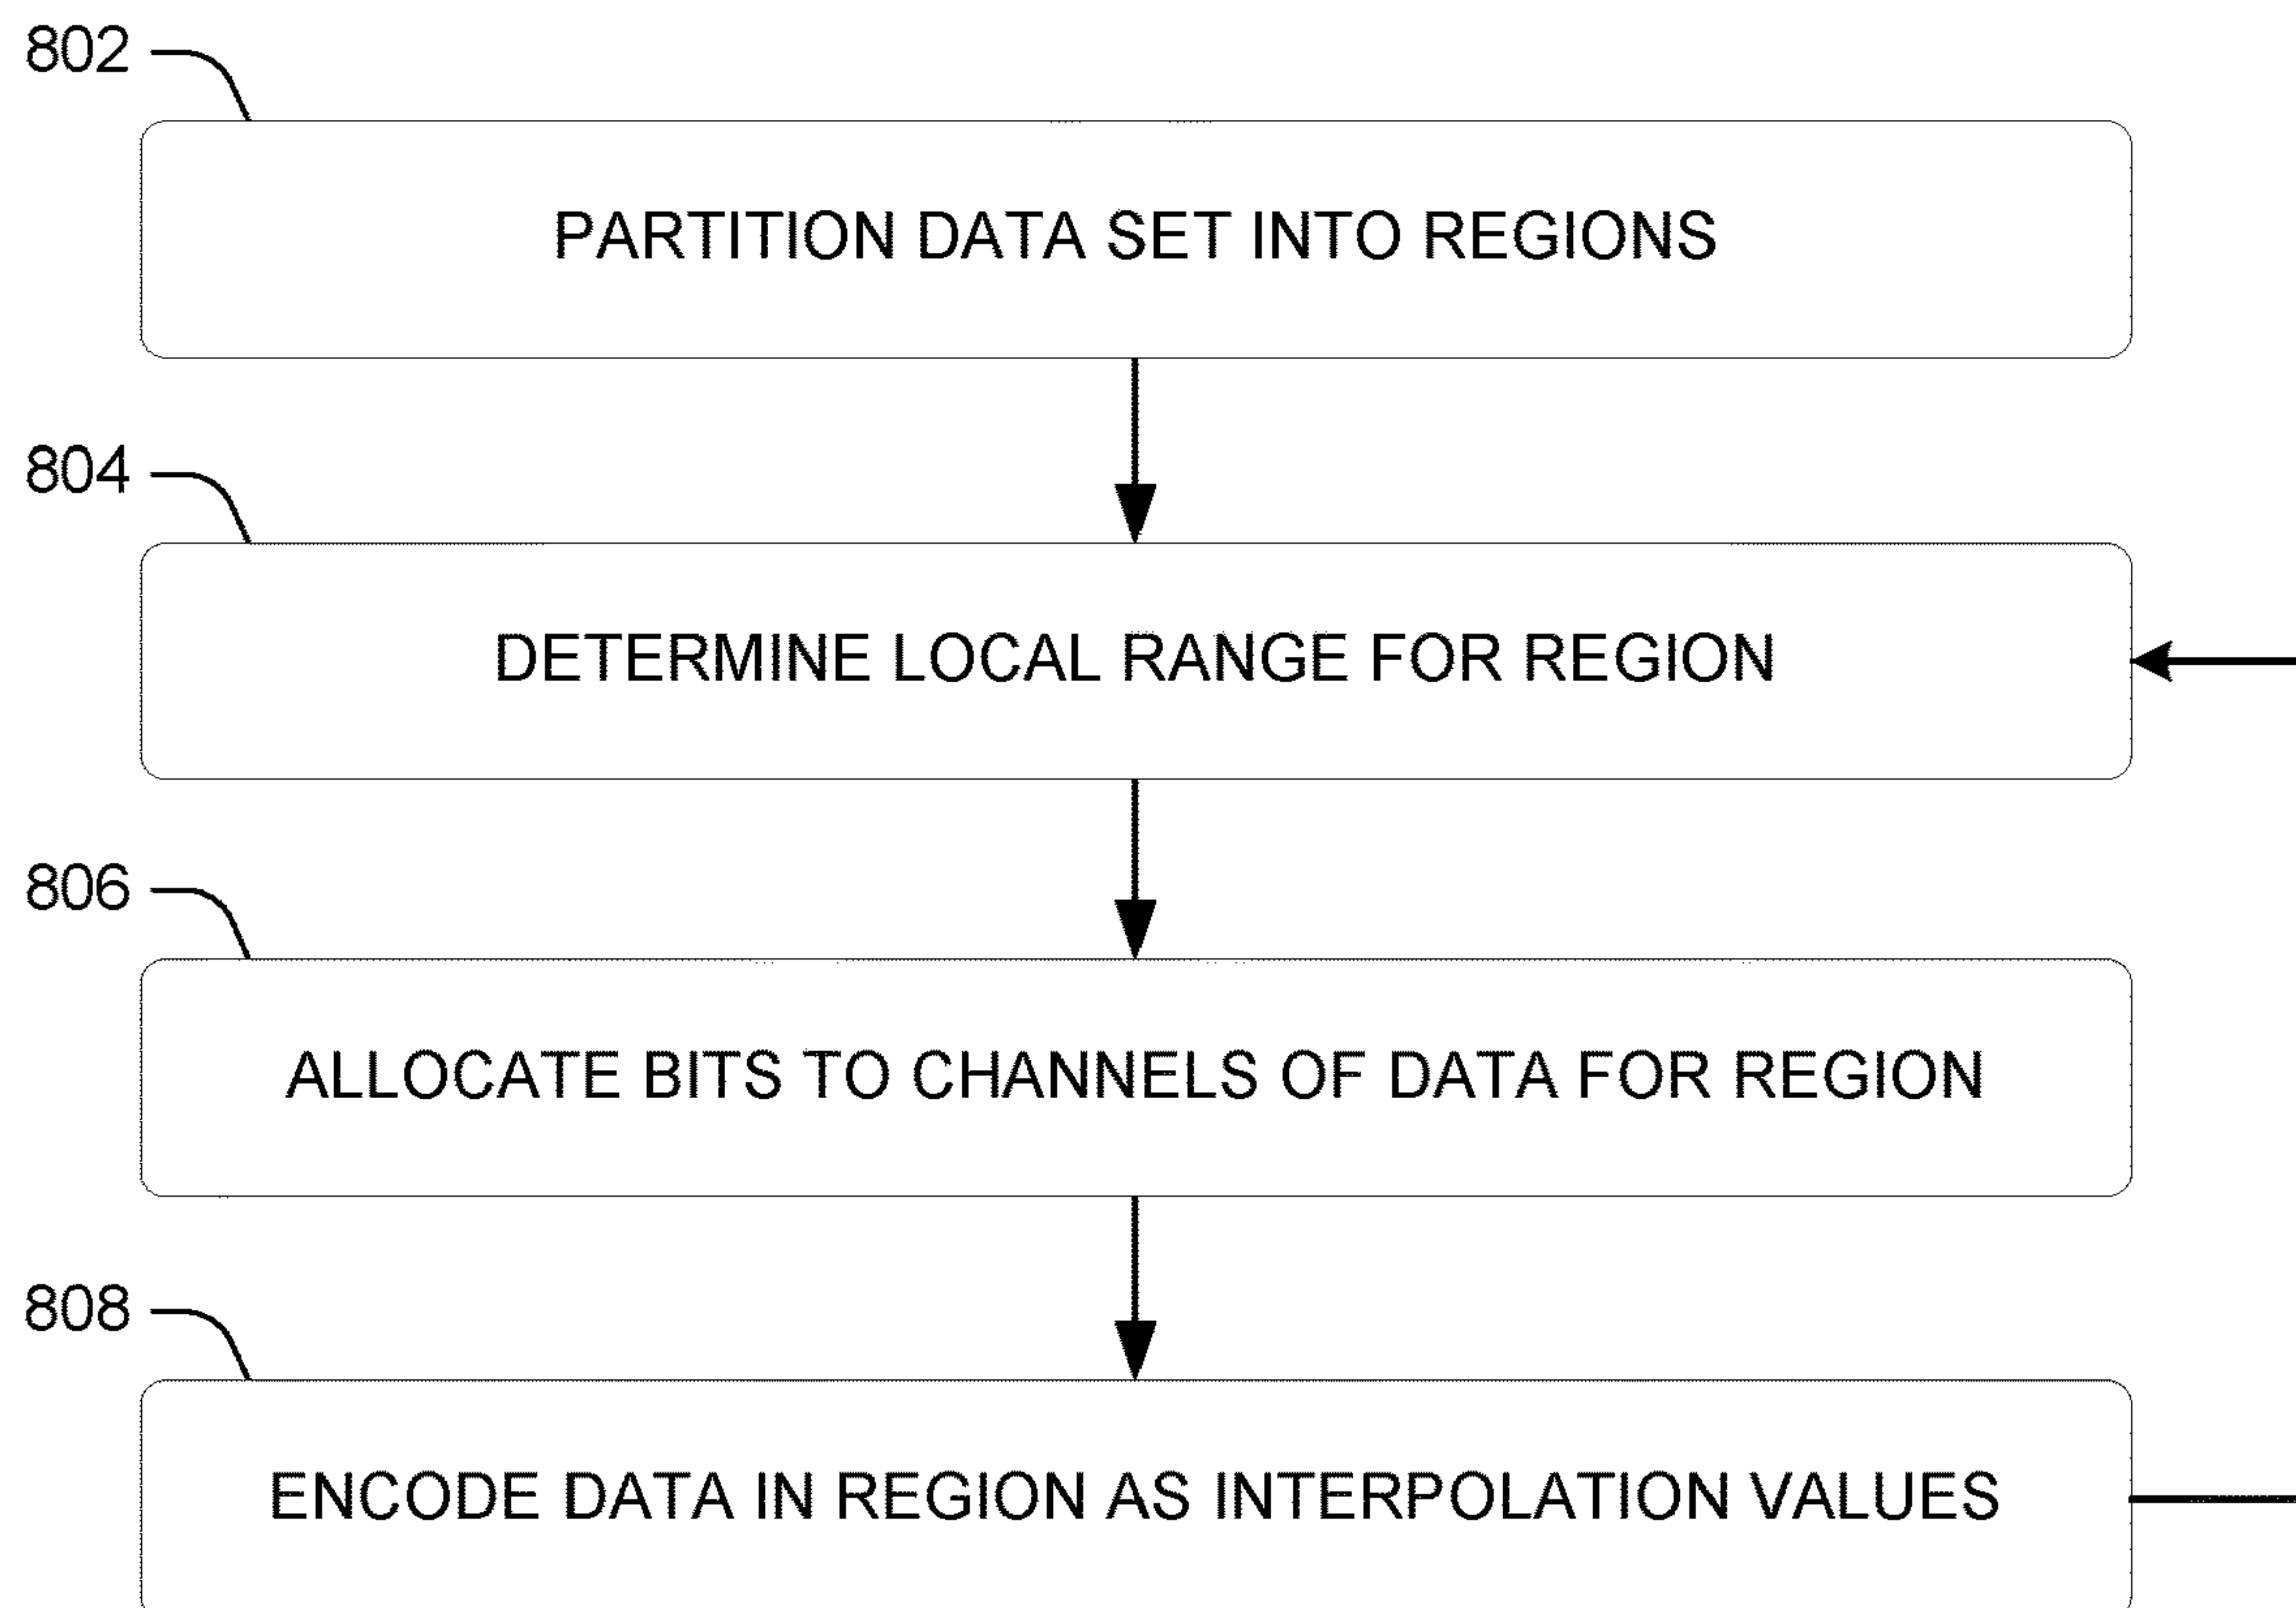 802
PARTITION DATA SET INTO REGIONS
804
DETERMINE LOCAL RANGE FOR REGION
806
ALLOCATE BITS TO CHANNELS OF DATA FOR REGION
808
ENCODE DATA IN REGION AS INTERPOLATION VALUES